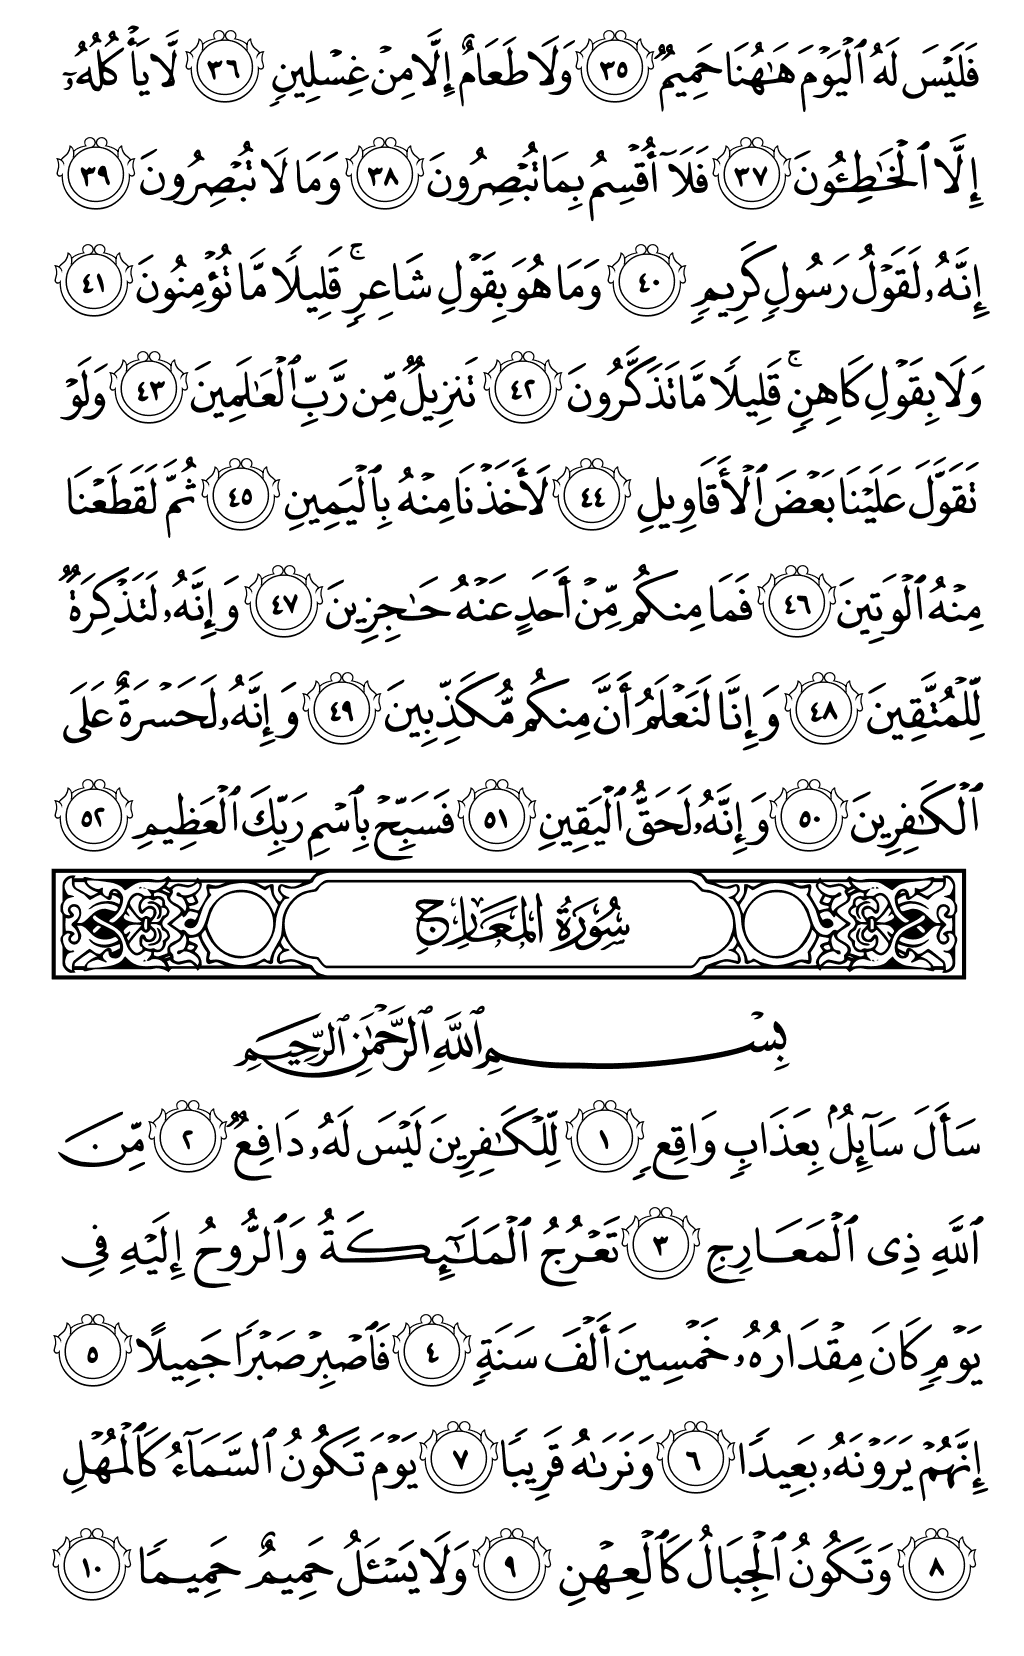 فَلَيْسَ لَهُ ٱلْيَوْمَ هَـٰهُنَا حَمِيمٌ ٣٥ وَلَا طَعَامٌ إِلَّا مِنْ غِسْلِينٍ ٣٦ لَّا يَأْكُلُهُۥٓ
إِلَّا ٱلْخَـٰطِـُٔونَ ٣٧ فَلَآ أُقْسِمُ بِمَا تُبْصِرُونَ ٣٨ وَمَا لَا تُبْصِرُونَ ٣٩
إِنَّهُۥ لَقَوْلُ رَسُولٍ كَرِيمٍ ٤٠ وَمَا هُوَ بِقَوْلِ شَاعِرٍ ۚ قَلِيلًا مَّا تُؤْمِنُونَ ٤١
وَلَا بِقَوْلِ كَاهِنٍ ۚ قَلِيلًا مَّا تَذَكَّرُونَ ٤٢ تَنزِيلٌ مِّن رَّبِّ ٱلْعَـٰلَمِينَ ٤٣ وَلَوْ
تَقَوَّلَ عَلَيْنَا بَعْضَ ٱلْأَقَاوِيلِ ٤٤ لَأَخَذْنَا مِنْهُ بِٱلْيَمِينِ ٤٥ ثُمَّ لَقَطَعْنَا
مِنْهُ ٱلْوَتِينَ ٤٦ فَمَا مِنكُم مِّنْ أَحَدٍ عَنْهُ حَـٰجِزِينَ ٤٧ وَإِنَّهُۥ لَتَذْكِرَةٌ
لِّلْمُتَّقِينَ ٤٨ وَإِنَّا لَنَعْلَمُ أَنَّ مِنكُم مُّكَذِّبِينَ ٤٩ وَإِنَّهُۥ لَحَسْرَةٌ عَلَى
ٱلْكَـٰفِرِينَ ٥٠ وَإِنَّهُۥ لَحَقُّ ٱلْيَقِينِ ٥١ فَسَبِّحْ بِٱسْمِ رَبِّكَ ٱلْعَظِيمِ ٥٢
سُورَةُ المَعَارِجِ
بِسْمِ ٱللَّهِ ٱلرَّحْمَـٰنِ ٱلرَّحِيمِ
سَأَلَ سَآئِلٌۢ بِعَذَابٍ وَاقِعٍ ١ لِّلْكَـٰفِرِينَ لَيْسَ لَهُۥ دَافِعٌ ٢ مِّنَ
ٱللَّهِ ذِى ٱلْمَعَارِجِ ٣ تَعْرُجُ ٱلْمَلَـٰٓئِكَةُ وَٱلرُّوحُ إِلَيْهِ فِى
يَوْمٍ كَانَ مِقْدَارُهُۥ خَمْسِينَ أَلْفَ سَنَةٍ ٤ فَٱصْبِرْ صَبْرًا جَمِيلًا ٥
إِنَّهُمْ يَرَوْنَهُۥ بَعِيدًا ٦ وَنَرَىٰهُ قَرِيبًا ٧ يَوْمَ تَكُونُ ٱلسَّمَآءُ كَٱلْمُهْلِ
٨ وَتَكُونُ ٱلْجِبَالُ كَٱلْعِهْنِ ٩ وَلَا يَسْـَٔلُ حَمِيمٌ حَمِيمًا ١٠